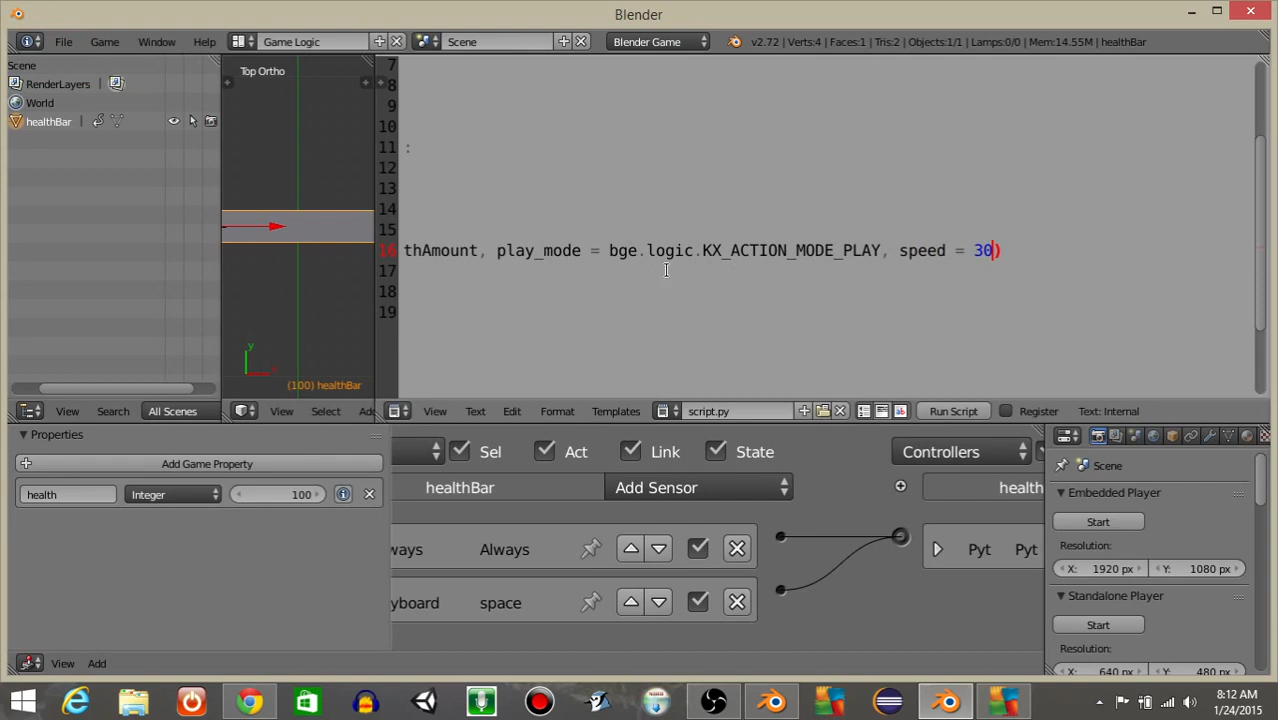 Blender
File Game Window Help Game Logic Scene Blender Game v2.72 | Verts:4 | Faces:1 | Tris:2 | Objects:1/1 | Lamps:0/0 | Mem:14.55M | healthBar
Scene
RenderLayers
World
healthBar
Top Ortho
y
(100) healthBar
7
8
9
10
11 :
12
13
14
15
16 thAmount, play_mode = bge.logic.KX_ACTION_MODE_PLAY, speed = 30)
17
18
19
View Search All Scenes View Select Add View Text Edit Format Templates script.py Run Script Register Text: Internal
Properties
Add Game Property
health Integer 100
Sel Act Link State Controllers
healthBar Add Sensor health
ways Always Pyt Pyt
yboard space
View Add
Scene
Embedded Player
Start
Resolution:
X: 1920 px Y: 1080 px
Standalone Player
Start
Resolution:
X: 640 px Y: 480 px
8:12 AM
1/24/2015